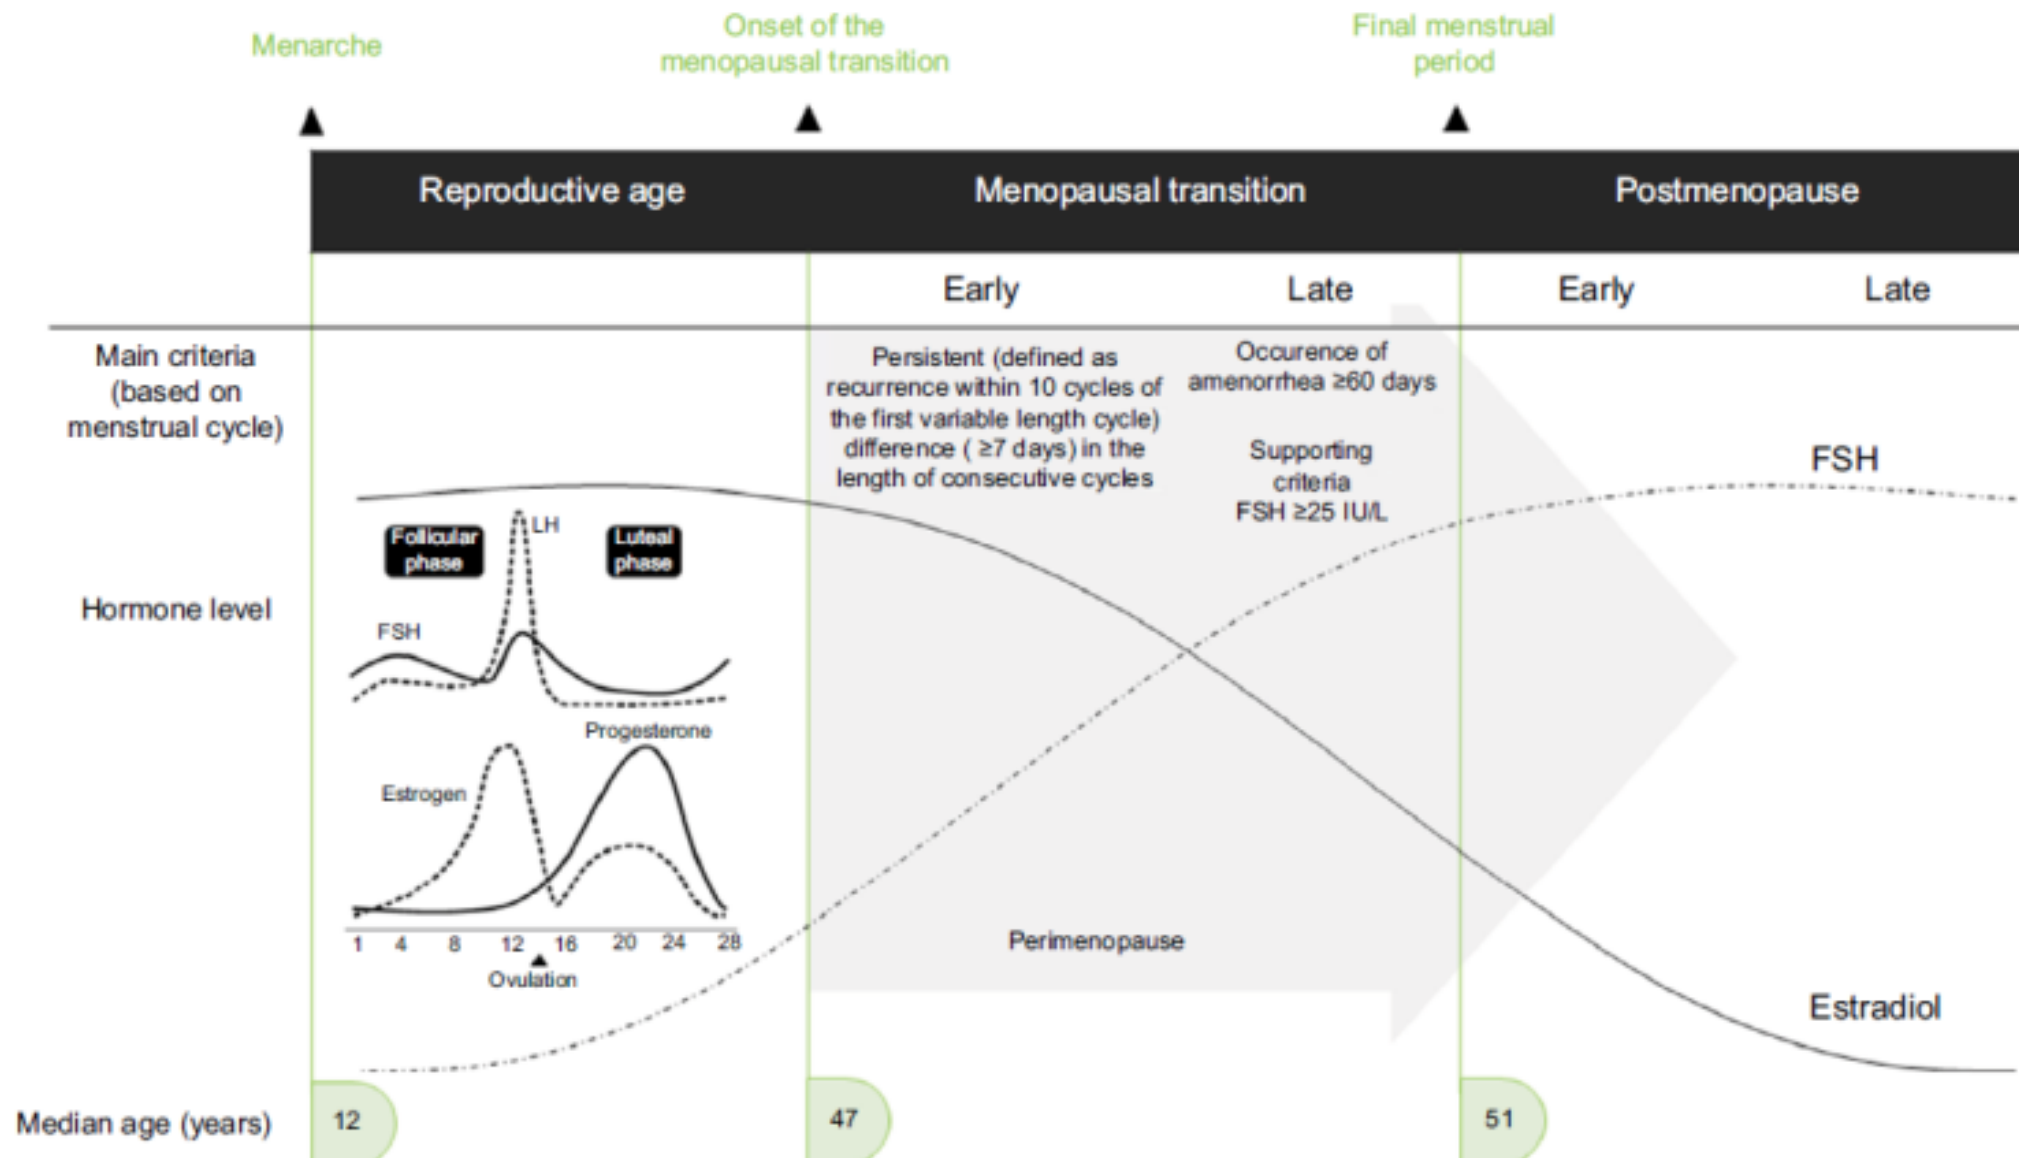 Menarche
Onset of the
menopausal transition
Final menstrual
period
Reproductive age
Menopausal transition
Postmenopause
Early
Late
Early
Late
Main criteria
(based on
menstrual cycle)
Persistent (defined as
recurrence within 10 cycles of
the first variable length cycle)
difference ( ≥7 days) in the
length of consecutive cycles
Occurence of
amenorrhea ≥60 days
Supporting
criteria
FSH ≥25 IU/L
FSH
Hormone level
Follicular
phase
LH
Luteal
phase
FSH
Progesterone
Estrogen
1 4 8 12 16 20 24 28
Ovulation
Perimenopause
Estradiol
Median age (years)
12
47
51